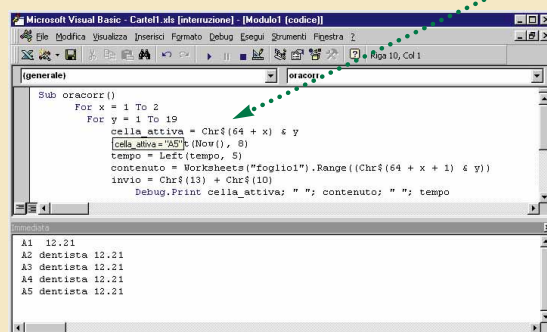 Microsoft Visual Basic - Cartel1.xls [interruzione] - [Modulo1 (codice)]
File Modifica Visualizza Inserisci Formato Debug Esegui Strumenti Finestra ?
Riga 10, Col 1
(generale) oracorr
Sub oracorr()
For x = 1 To 2
For y = 1 To 19
cella_attiva = Chr$(64 + x) & y
cella_attiva = "A5" t(Now(), 8)
tempo = Left(tempo, 5)
contenuto = Worksheets("foglio1").Range((Chr$(64 + x + 1) & y))
invio = Chr$(13) + Chr$(10)
Debug.Print cella_attiva; " "; contenuto; " "; tempo
Immediata
A1 12.21
A2 dentista 12.21
A3 dentista 12.21
A4 dentista 12.21
A5 dentista 12.21